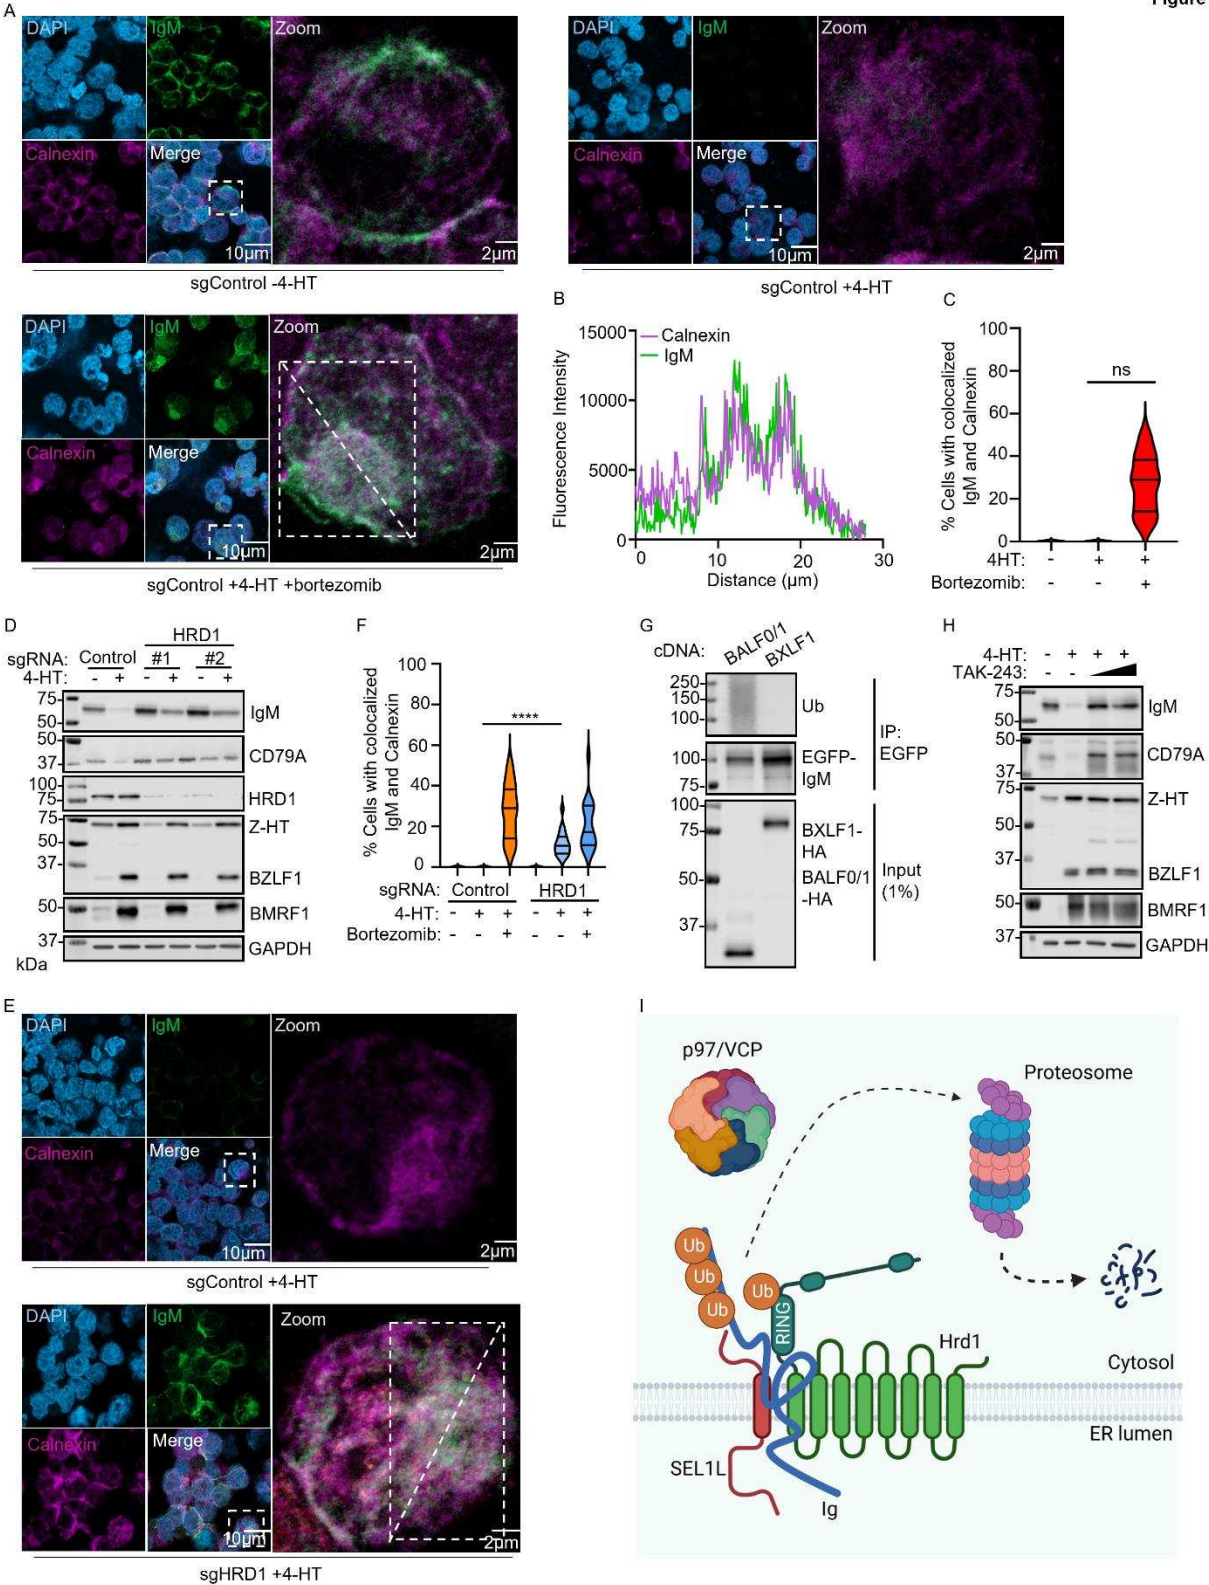 Figure
A
DAPI
IgM
Zoom
Calnexin
Merge
10µm
2µm
sgControl -4-HT
DAPI
IgM
Zoom
Calnexin
Merge
10µm
2µm
sgControl +4-HT
DAPI
IgM
Zoom
Calnexin
Merge
10µm
2µm
sgControl +4-HT +bortezomib
B
15000
10000
5000
0
Calnexin
IgM
Fluorescence Intensity
0 10 20 30
Distance (µm)
C
100
80
60
40
20
0
ns
% Cells with colocalized
IgM and Calnexin
4HT: - + +
Bortezomib: - - +
D
HRD1
sgRNA: Control #1 #2
4-HT: - + - + - +
75
50
IgM
50
37
CD79A
100
75
HRD1
75
50
37
Z-HT
BZLF1
50
BMRF1
37
GAPDH
kDa
F
100
80
60
40
20
0
****
% Cells with colocalized
IgM and Calnexin
sgRNA: Control HRD1
4-HT: - + + - + +
Bortezomib: - - + - - +
G
cDNA: BALF0/1 BXLF1
250
150
100
Ub
100
75
EGFP-
IgM
IP:
EGFP
100
75
50
37
BXLF1-
HA
BALF0/1
-HA
Input
(1%)
H
4-HT: - + + +
TAK-243: - -
75
50
IgM
50
37
CD79A
75
50
37
Z-HT
BZLF1
50
BMRF1
37
GAPDH
E
DAPI
IgM
Zoom
Calnexin
Merge
10µm
2µm
sgControl +4-HT
DAPI
IgM
Zoom
Calnexin
Merge
10µm
2µm
sgHRD1 +4-HT
I
p97/VCP
Proteosome
Ub
Ub
Ub
Ub
RING
Hrd1
Cytosol
ER lumen
SEL1L
Ig